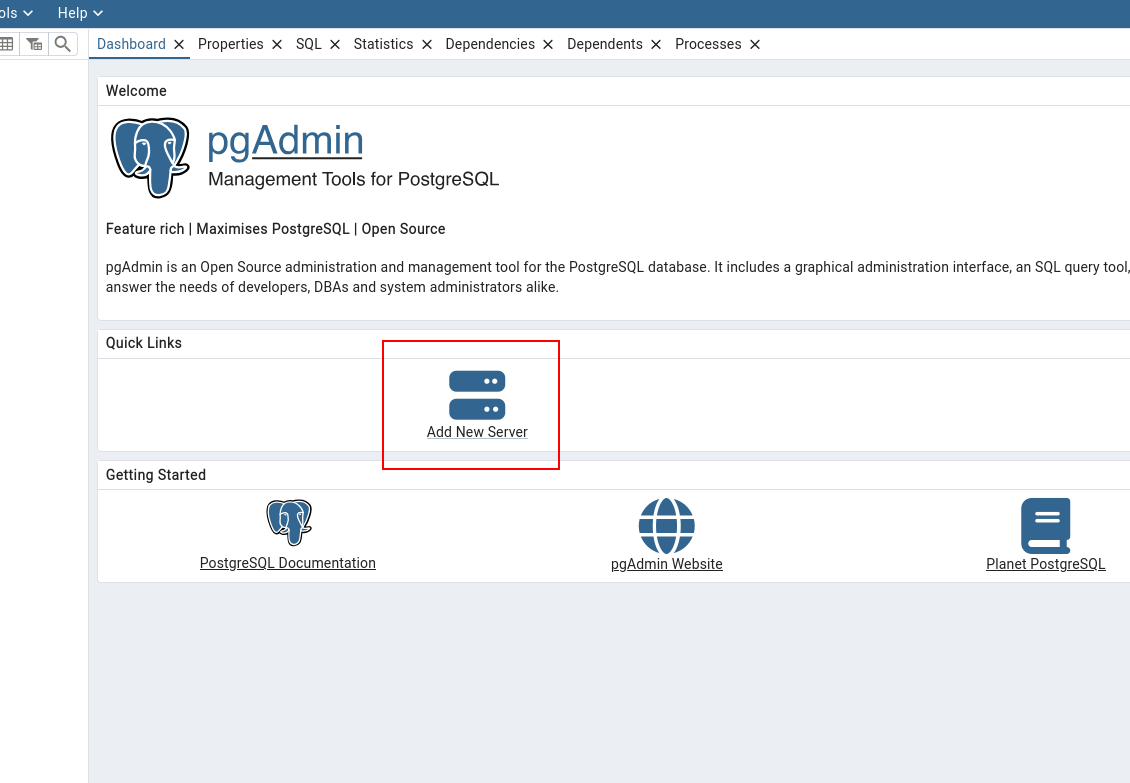 ols Help
Dashboard Properties SQL Statistics Dependencies Dependents Processes
Welcome
pgAdmin
Management Tools for PostgreSQL
Feature rich | Maximises PostgreSQL | Open Source
pgAdmin is an Open Source administration and management tool for the PostgreSQL database. It includes a graphical administration interface, an SQL query tool,
answer the needs of developers, DBAs and system administrators alike.
Quick Links
Add New Server
Getting Started
PostgreSQL Documentation pgAdmin Website Planet PostgreSQL